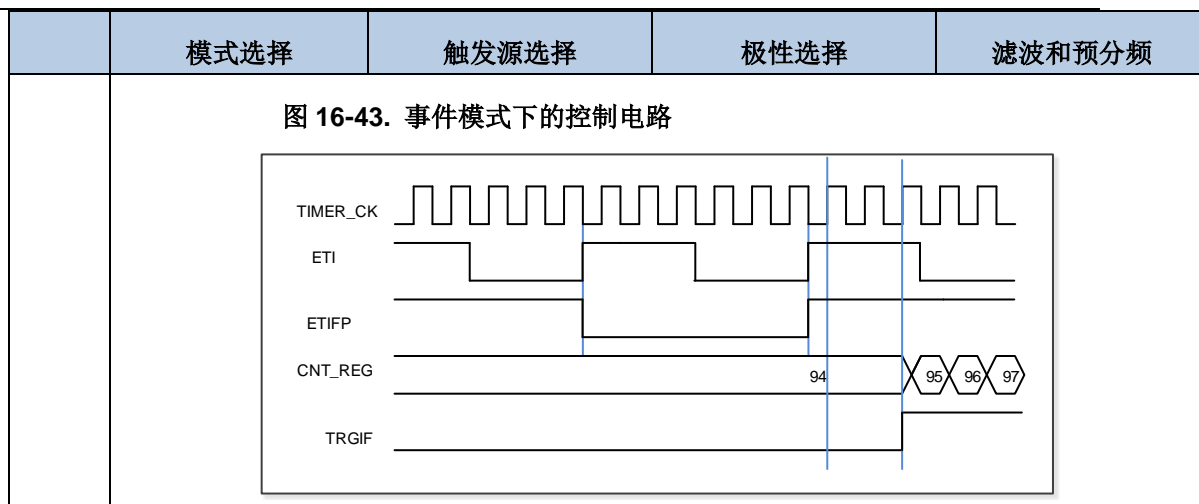 模式选择 触发源选择 极性选择 滤波和预分频
图 16-43. 事件模式下的控制电路
TIMER_CK
ETI
ETIFP
CNT_REG 94 95 96 97
TRGIF